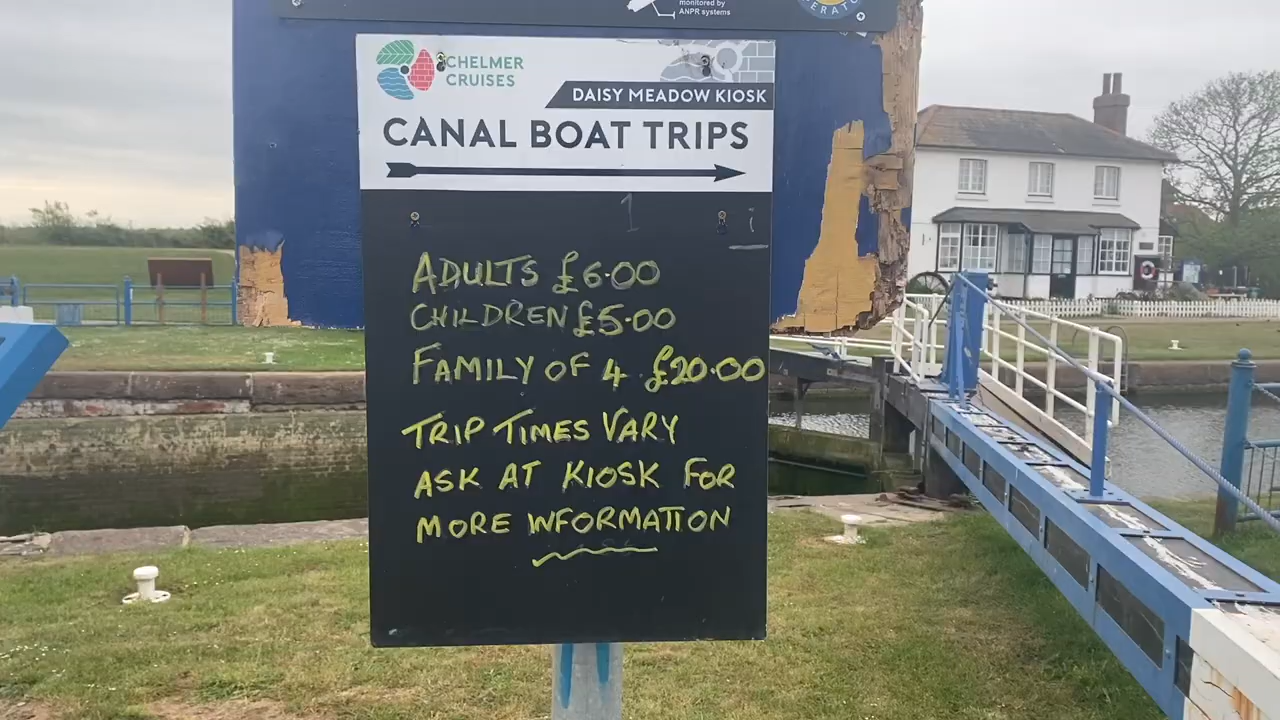 monitored by
ANPR systems
CHELMER
CRUISES
DAISY MEADOW KIOSK
CANAL BOAT TRIPS
ADULTS £6.00
CHILDREN £5.00
FAMILY OF 4 £20.00
TRIP TIMES VARY
ASK AT KIOSK FOR
MORE INFORMATION